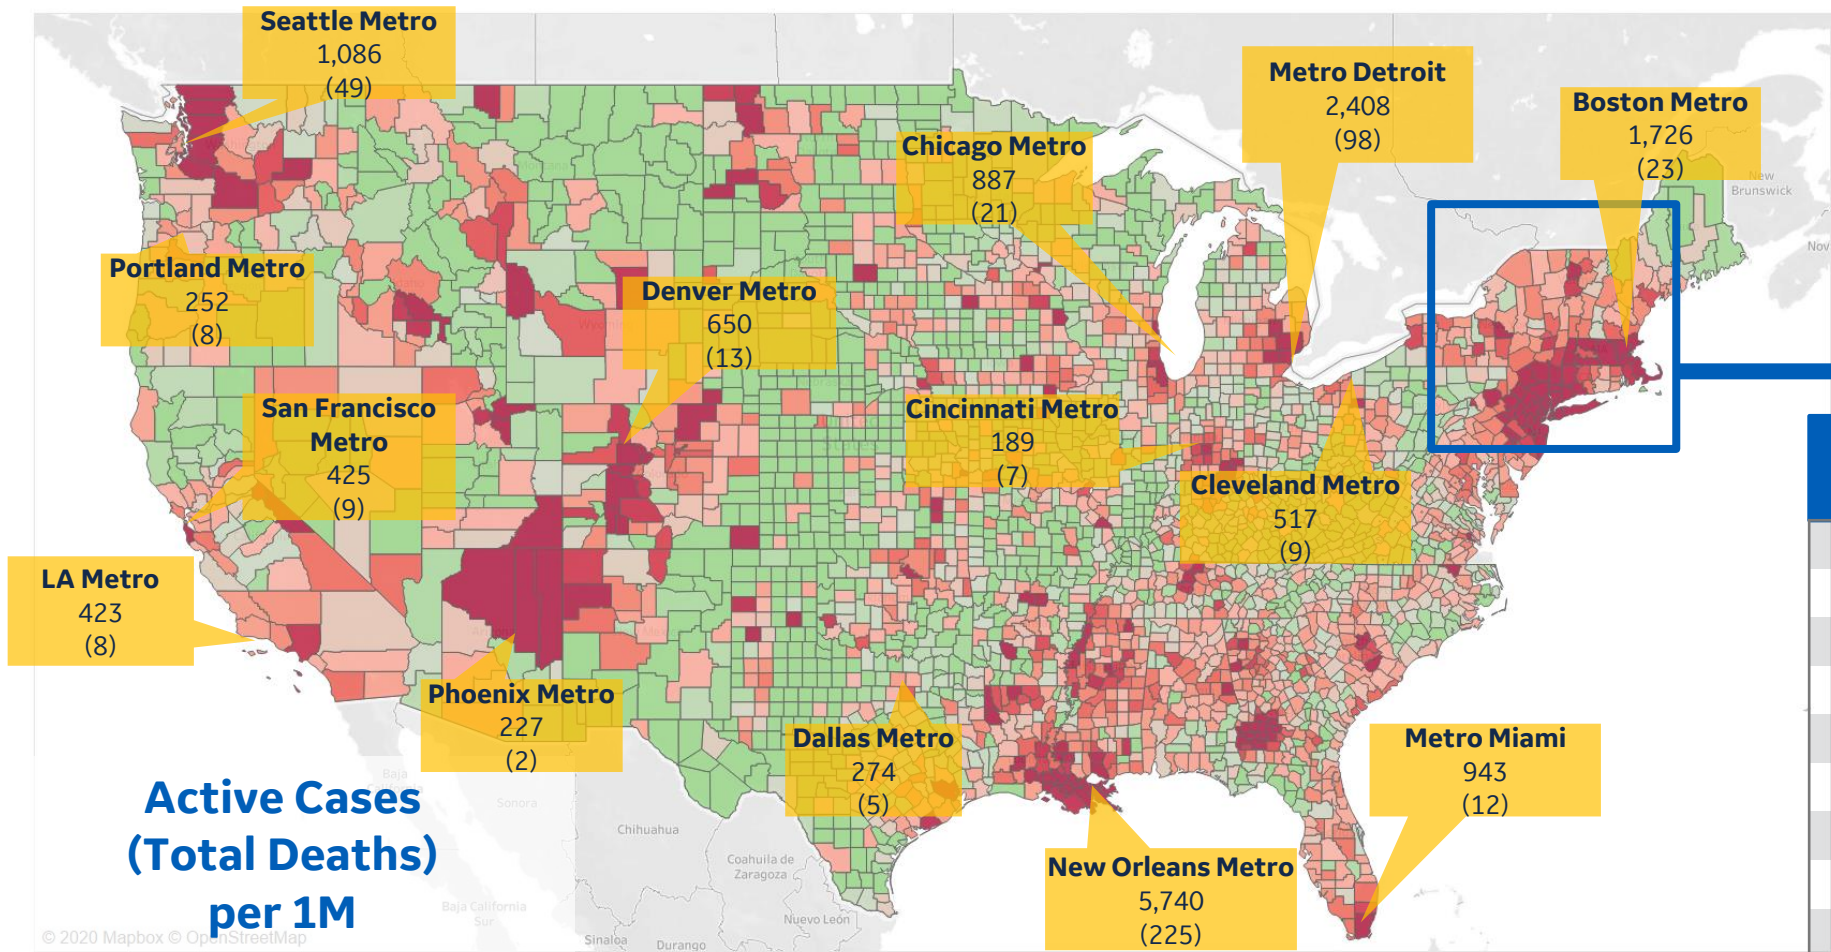 Seattle Metro
1,086
(49)
Metro Detroit
2,408
(98)
Boston Metro
1,726
(23)
Chicago Metro
887
(21)
New
Brunswick
Nov
Portland Metro
252
(8)
Denver Metro
650
(13)
San Francisco
Metro
425
(9)
Cincinnati Metro
189
(7)
United
States
Cleveland Metro
517
(9)
LA Metro
423
(8)
Phoenix Metro
227
(2)
Dallas Metro
274
(5)
Metro Miami
943
(12)
New Orleans Metro
5,740
(225)
Active Cases
(Total Deaths)
per 1M
Baja
Sonora
Chihuahua
Coahuila de
Zaragoza
Baja California
Sur
Nuevo León
Sinaloa
Durango
© 2020 Mapbox © OpenStreetMap